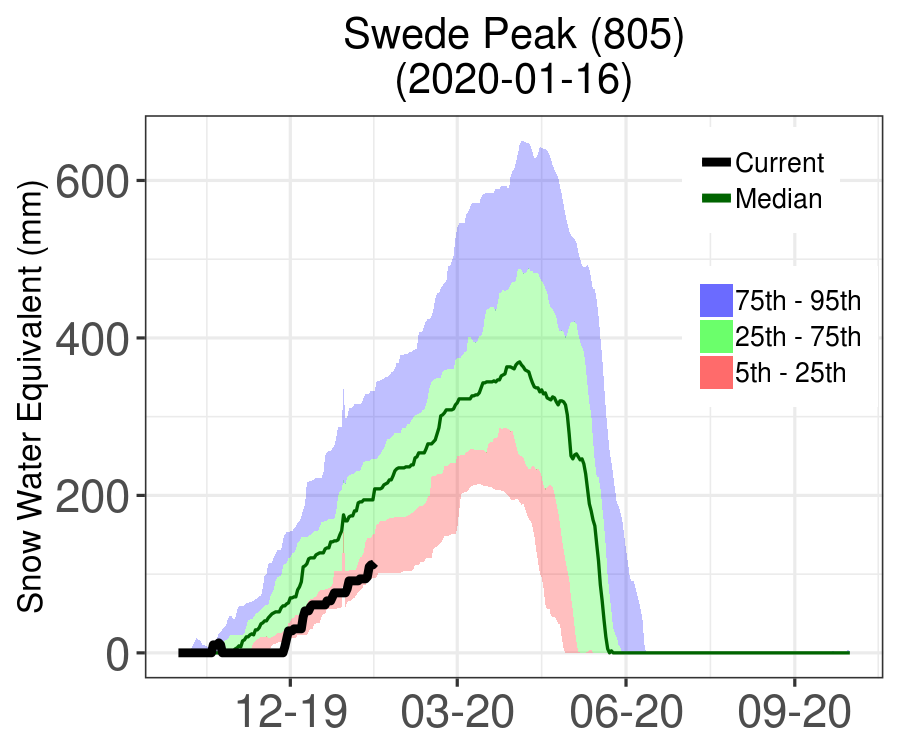 Swede Peak (805)
(2020-01-16)
Snow Water Equivalent (mm)
600
400
200
0
12-19
03-20
06-20
09-20
Current
Median
75th - 95th
25th - 75th
5th - 25th